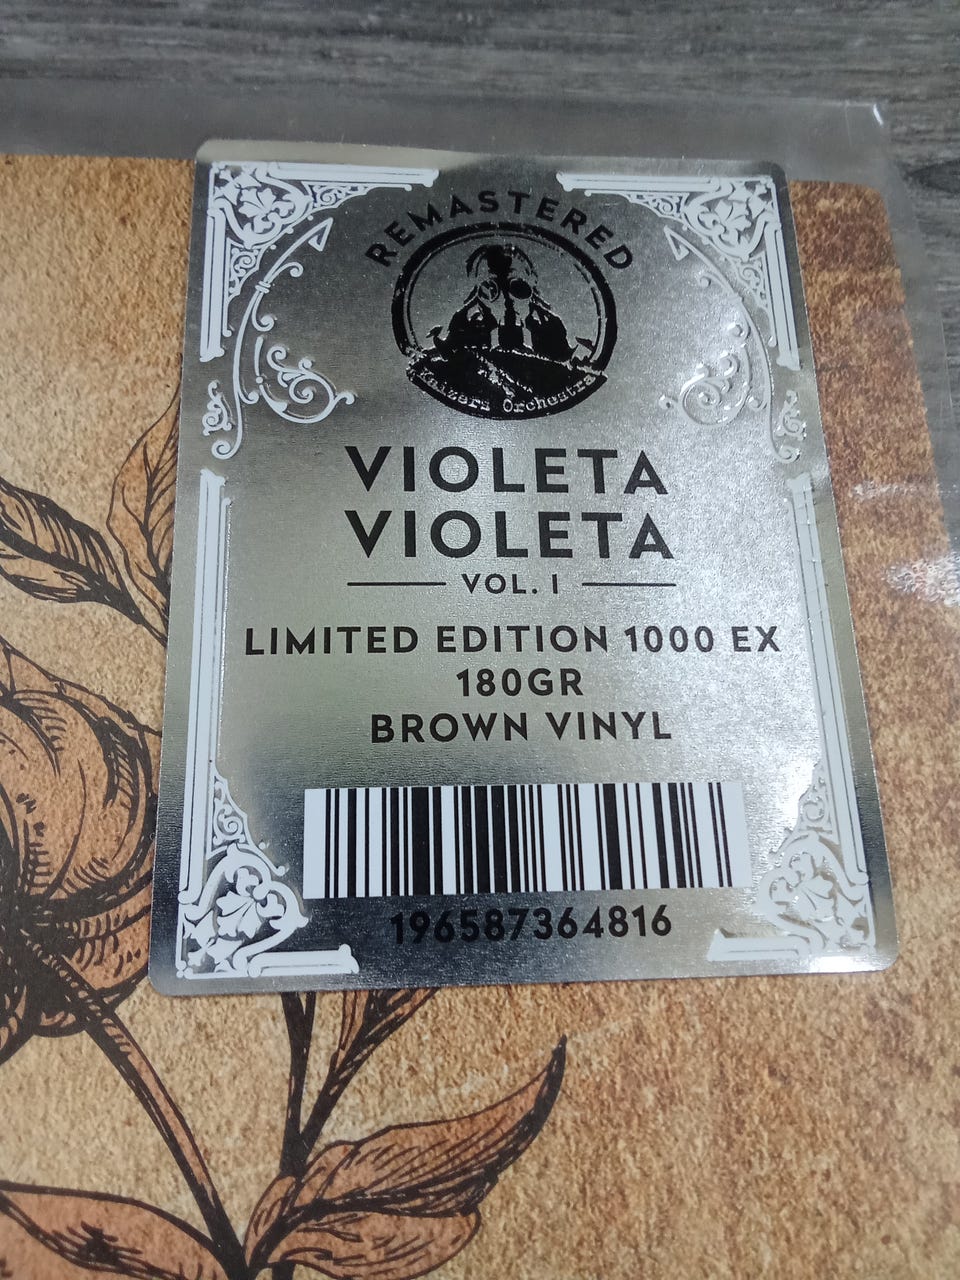 REMASTERED
Kaizers Orchestra
VIOLETA
VIOLETA
VOL. I
LIMITED EDITION 1000 EX
180GR
BROWN VINYL
196587364816